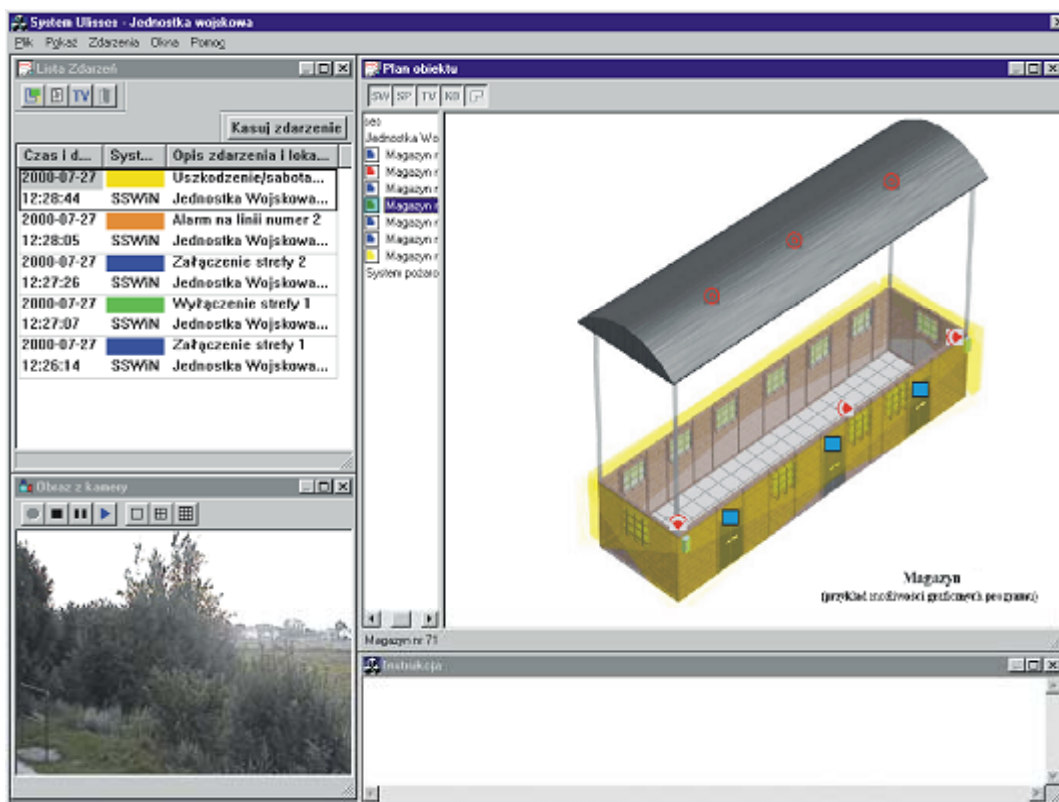 System Ulisses - Jednostka wojskowa
Plik Pokaż Zdarzenia Okna Pomoc
Lista Zdarzeń
TV
Kasuj zdarzenie
Czas i d... Syst... Opis zdarzenia i loka...
2000-07-27 Uszkodzenie/sabota...
12:28:44 SSWiN Jednostka Wojskowa...
2000-07-27 Alarm na linii numer 2
12:28:05 SSWiN Jednostka Wojskowa...
2000-07-27 Załączenie strefy 2
12:27:26 SSWiN Jednostka Wojskowa...
2000-07-27 Wyłączenie strefy 1
12:27:07 SSWiN Jednostka Wojskowa...
2000-07-27 Załączenie strefy 1
12:26:14 SSWiN Jednostka Wojskowa...
Obraz z kamery
Plan obiektu
SW SP TV KD
Jednostka Wo
Magazyn r
Magazyn r
Magazyn r
Magazyn r
Magazyn r
Magazyn r
Magazyn r
System pożaro
Magazyn
(przykład możliwości graficznych programu)
Magazyn nr 71
Instrukcja